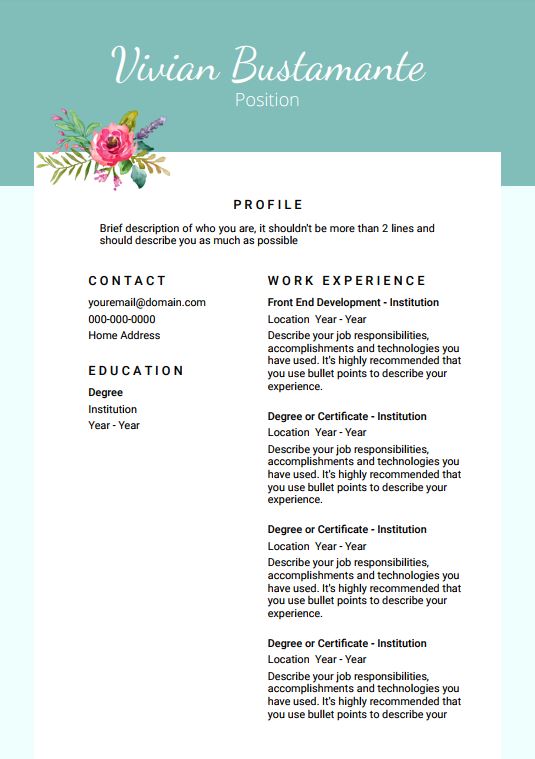 Vivian Bustamante
Position
PROFILE
Brief description of who you are, it shouldn't be more than 2 lines and
should describe you as much as possible
CONTACT
youremail@domain.com
000-000-0000
Home Address
EDUCATION
Degree
Institution
Year - Year
WORK EXPERIENCE
Front End Development - Institution
Location Year - Year
Describe your job responsibilities,
accomplishments and technologies you
have used. It's highly recommended that
you use bullet points to describe your
experience.
Degree or Certificate - Institution
Location Year - Year
Describe your job responsibilities,
accomplishments and technologies you
have used. It's highly recommended that
you use bullet points to describe your
experience.
Degree or Certificate - Institution
Location Year - Year
Describe your job responsibilities,
accomplishments and technologies you
have used. It's highly recommended that
you use bullet points to describe your
experience.
Degree or Certificate - Institution
Location Year - Year
Describe your job responsibilities,
accomplishments and technologies you
have used. It's highly recommended that
you use bullet points to describe your